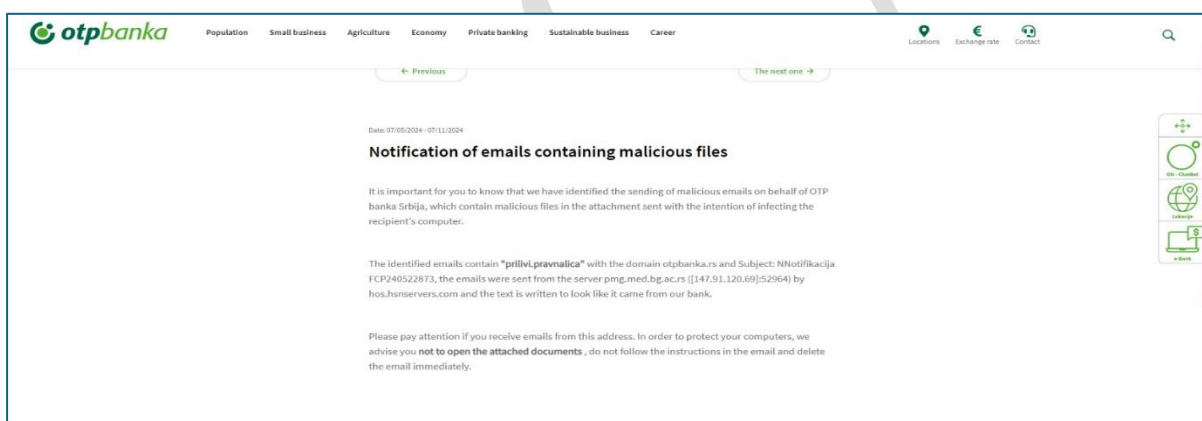 otpbanka
Population Small business Agriculture Economy Private banking Sustainable business Career
Locations Exchange rate Contact
← Previous
The next one →
Date: 07/05/2024 - 07/11/2024
Notification of emails containing malicious files
It is important for you to know that we have identified the sending of malicious emails on behalf of OTP
banka Srbija, which contain malicious files in the attachment sent with the intention of infecting the
recipient's computer.
The identified emails contain "prilivi.pravnalica" with the domain otpbanka.rs and Subject: NNotifikacija
FCP240522873, the emails were sent from the server pmg.med.bg.ac.rs ([147.91.120.69]:52964) by
hos.hsnservers.com and the text is written to look like it came from our bank.
Please pay attention if you receive emails from this address. In order to protect your computers, we
advise you not to open the attached documents , do not follow the instructions in the email and delete
the email immediately.
Oti - Chatbot
Lokacije
e-Bank